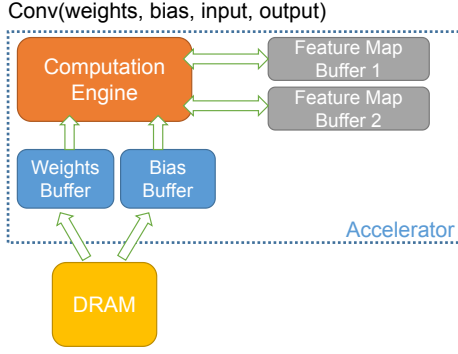 Conv(weights, bias, input, output)
Computation
Engine
Feature Map
Buffer 1
Feature Map
Buffer 2
Weights
Buffer
Bias
Buffer
Accelerator
DRAM